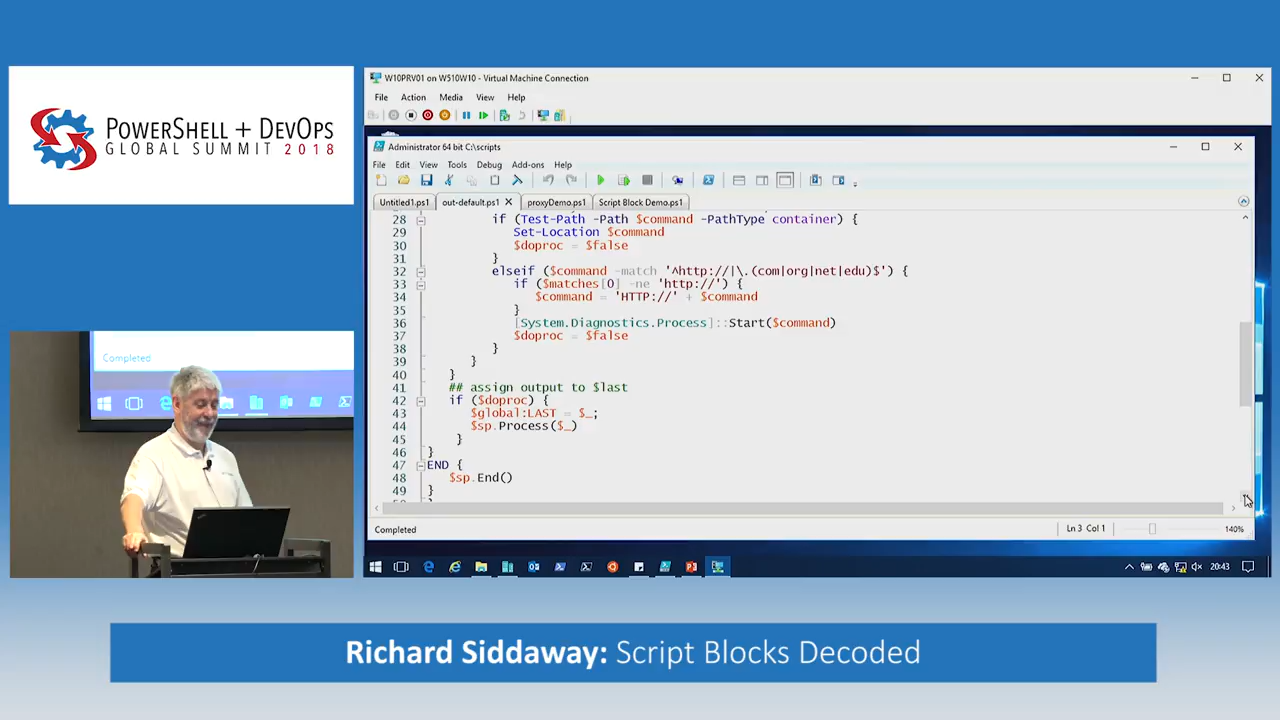 POWERSHELL + DEVOPS
GLOBAL SUMMIT 2018
Completed
W10PRV01 on W510W10 - Virtual Machine Connection
File Action Media View Help
Administrator 64 bit C:\scripts
File Edit View Tools Debug Add-ons Help
Untitled1.ps1 out-default.ps1 proxyDemo.ps1 Script Block Demo.ps1
28 if (Test-Path -Path $command -PathType container) {
29 Set-Location $command
30 $doproc = $false
31 }
32 elseif ($command -match '^http://|\.(com|org|net|edu)$') {
33 if ($matches[0] -ne 'http://') {
34 $command = 'HTTP://' + $command
35 }
36 [System.Diagnostics.Process]::Start($command)
37 $doproc = $false
38 }
39 }
40 }
41 ## assign output to $last
42 if ($doproc) {
43 $global:LAST = $_;
44 $sp.Process($_)
45 }
46 }
47 END {
48 $sp.End()
49 }
Completed Ln 3 Col 1 140%
20:43
Richard Siddaway: Script Blocks Decoded